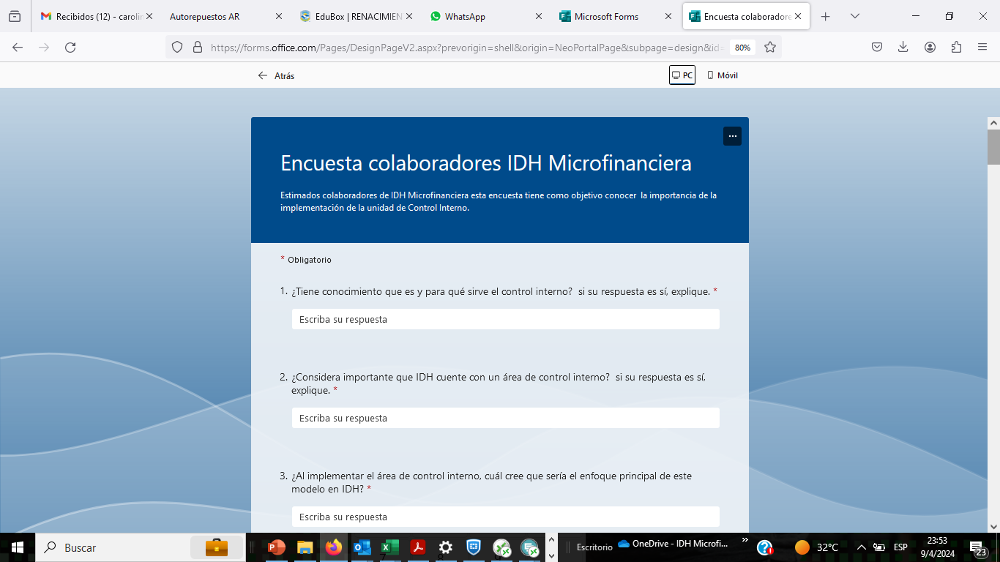 Recibidos (12) - carolin
Autorepuestos AR
EduBox | RENACIMIEN
WhatsApp
Microsoft Forms
Encuesta colaboradore
https://forms.office.com/Pages/DesignPageV2.aspx?prevorigin=shell&origin=NeoPortalPage&subpage=design&id=
80%
Atrás
PC
Móvil
Encuesta colaboradores IDH Microfinanciera
Estimados colaboradores de IDH Microfinanciera esta encuesta tiene como objetivo conocer  la importancia de la
implementación de la unidad de Control Interno.
* Obligatorio
1. ¿Tiene conocimiento que es y para qué sirve el control interno?  si su respuesta es sí, explique. *
Escriba su respuesta
2. ¿Considera importante que IDH cuente con un área de control interno?  si su respuesta es sí,
explique. *
Escriba su respuesta
3. ¿Al implementar el área de control interno, cuál cree que sería el enfoque principal de este
modelo en IDH? *
Escriba su respuesta
Buscar
Escritorio
OneDrive - IDH Microfi...
32°C
ESP
23:53
9/4/2024
23